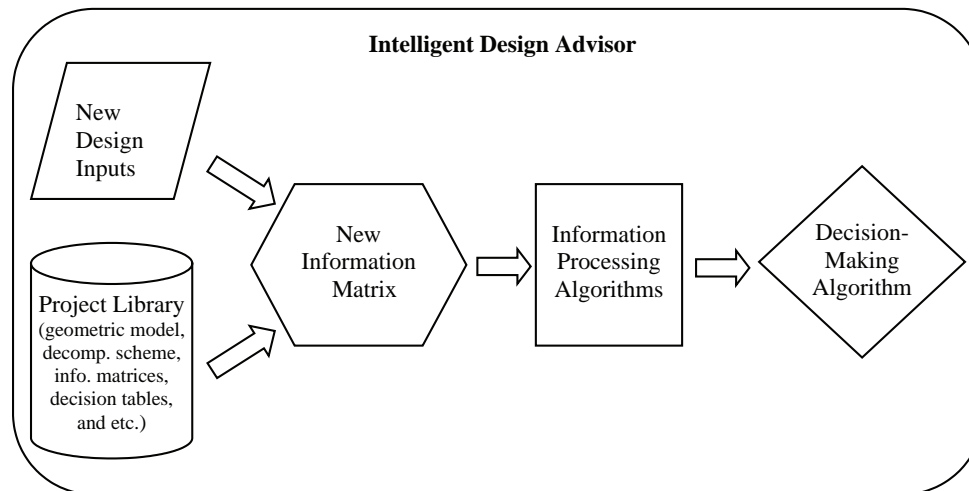 Intelligent Design Advisor
New
Design
Inputs
Project Library
(geometric model,
decomp. scheme,
info. matrices,
decision tables,
and etc.)
New
Information
Matrix
Information
Processing
Algorithms
Decision-
Making
Algorithm